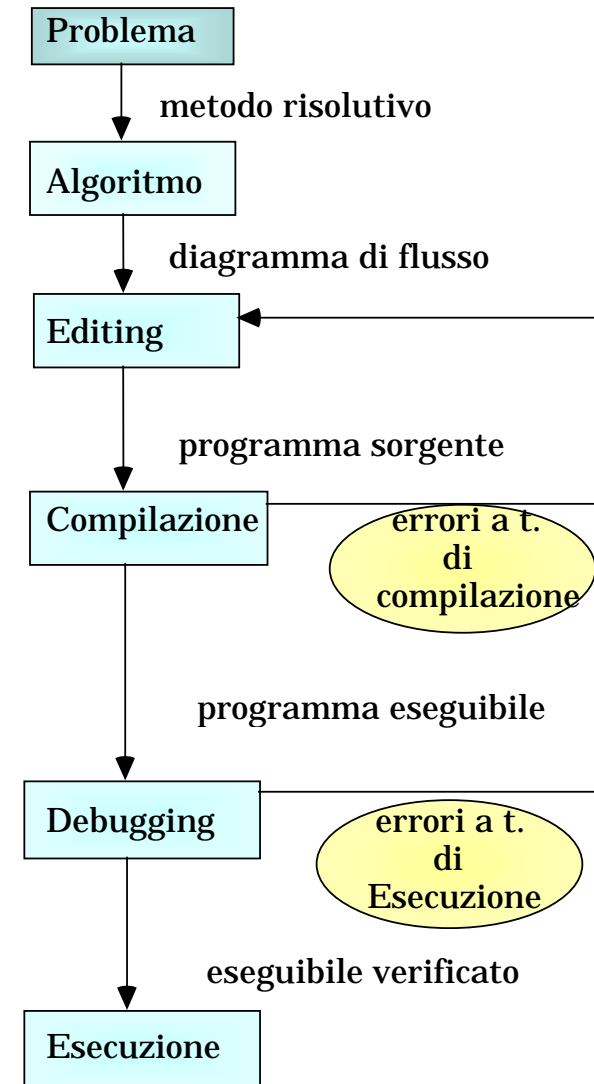 Problema
metodo risolutivo
Algoritmo
diagramma di flusso
Editing
programma sorgente
Compilazione
errori a t.
di
compilazione
programma eseguibile
Debugging
errori a t.
di
Esecuzione
eseguibile verificato
Esecuzione